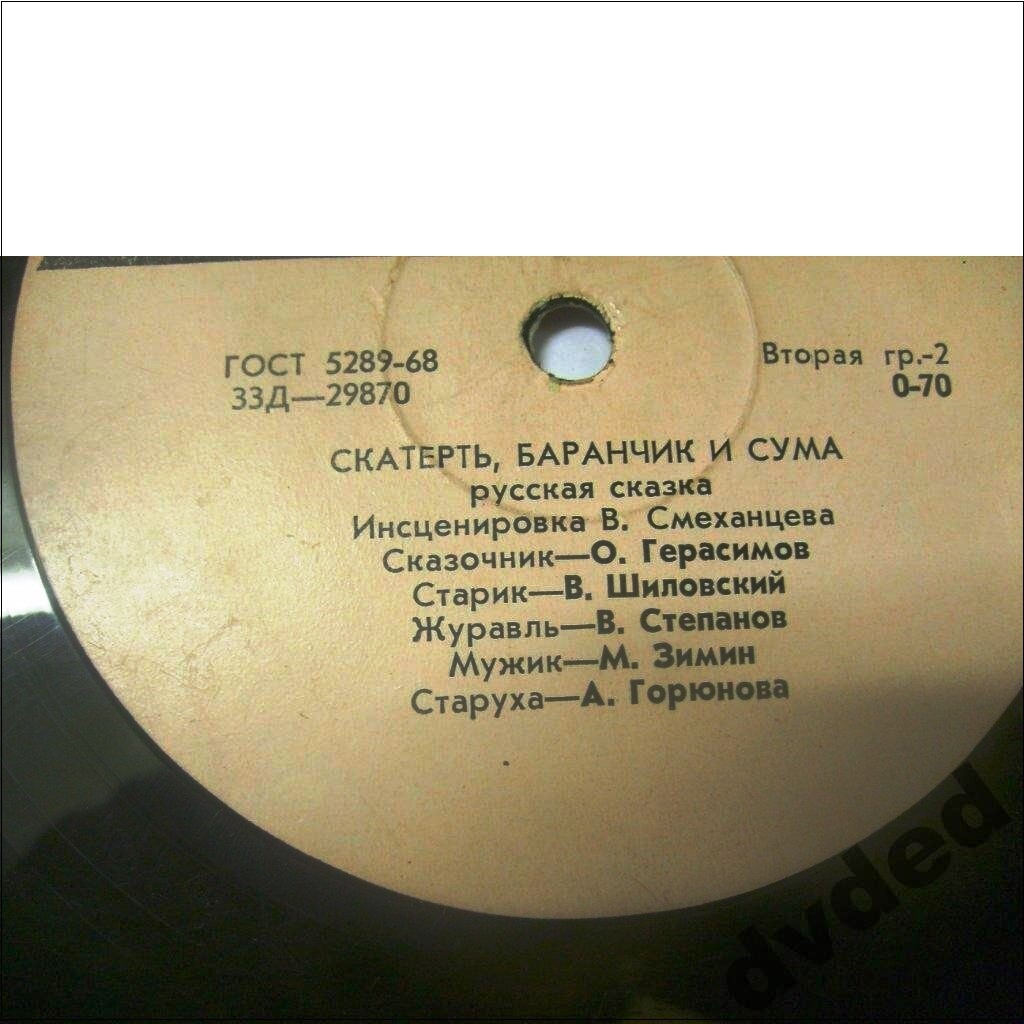 ГОСТ 5289-68
33Д—29870
Вторая гр.-2
0-70
СКАТЕРТЬ, БАРАНЧИК И СУМА
русская сказка
Инсценировка В. Смеханцева
Сказочник—О. Герасимов
Старик—В. Шиловский
Журавль—В. Степанов
Мужик—М. Зимин
Старуха—А. Горюнова
dvded